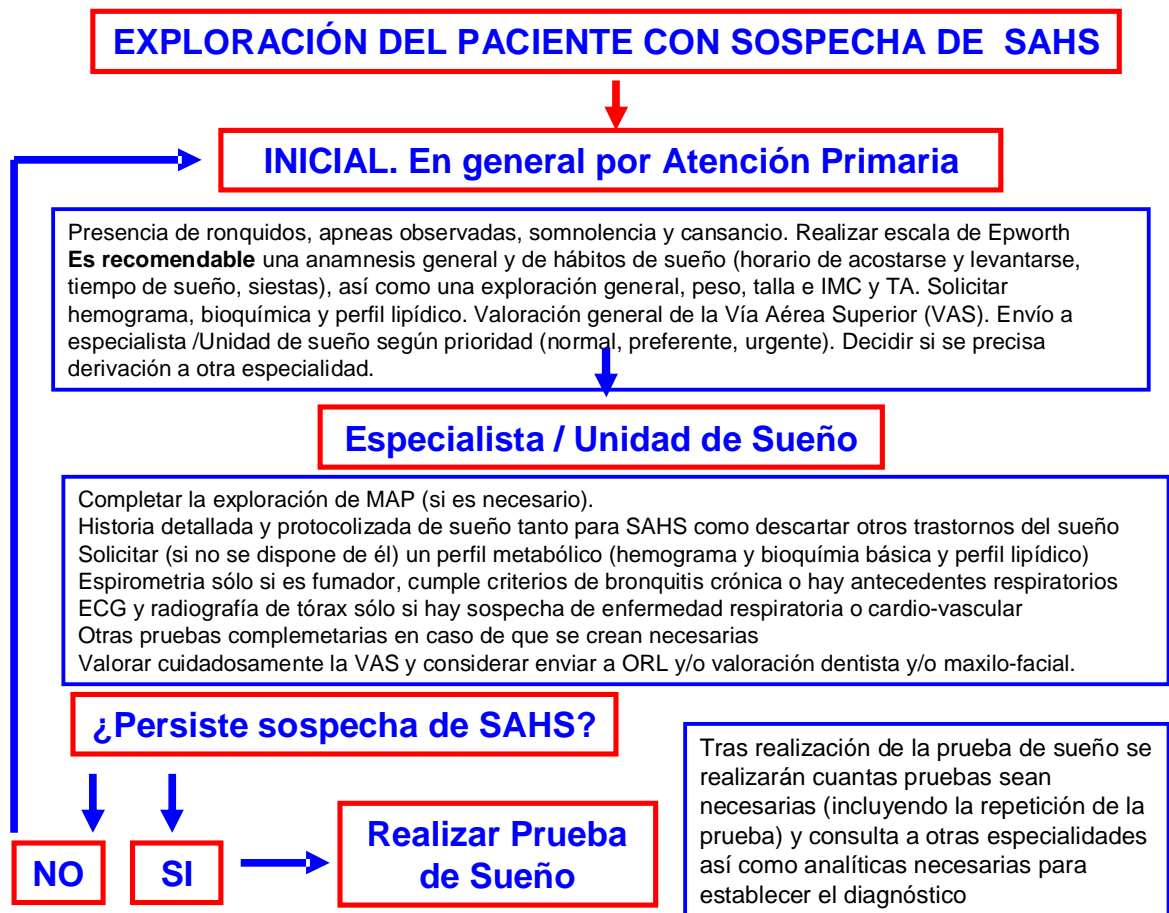 EXPLORACIÓN DEL PACIENTE CON SOSPECHA DE SAHS
INICIAL. En general por Atención Primaria
Presencia de ronquidos, apneas observadas, somnolencia y cansancio. Realizar escala de Epworth
Es recomendable una anamnesis general y de hábitos de sueño (horario de acostarse y levantarse,
tiempo de sueño, siestas), así como una exploración general, peso, talla e IMC y TA. Solicitar
hemograma, bioquímica y perfil lipídico. Valoración general de la Vía Aérea Superior (VAS). Envío a
especialista /Unidad de sueño según prioridad (normal, preferente, urgente). Decidir si se precisa
derivación a otra especialidad.
Especialista / Unidad de Sueño
Completar la exploración de MAP (si es necesario).
Historia detallada y protocolizada de sueño tanto para SAHS como descartar otros trastornos del sueño
Solicitar (si no se dispone de él) un perfil metabólico (hemograma y bioquímia básica y perfil lipídico)
Espirometria sólo si es fumador, cumple criterios de bronquitis crónica o hay antecedentes respiratorios
ECG y radiografía de tórax sólo si hay sospecha de enfermedad respiratoria o cardio-vascular
Otras pruebas complemetarias en caso de que se crean necesarias
Valorar cuidadosamente la VAS y considerar enviar a ORL y/o valoración dentista y/o maxilo-facial.
¿Persiste sospecha de SAHS?
NO
SI
Realizar Prueba
de Sueño
Tras realización de la prueba de sueño se
realizarán cuantas pruebas sean
necesarias (incluyendo la repetición de la
prueba) y consulta a otras especialidades
así como analíticas necesarias para
establecer el diagnóstico